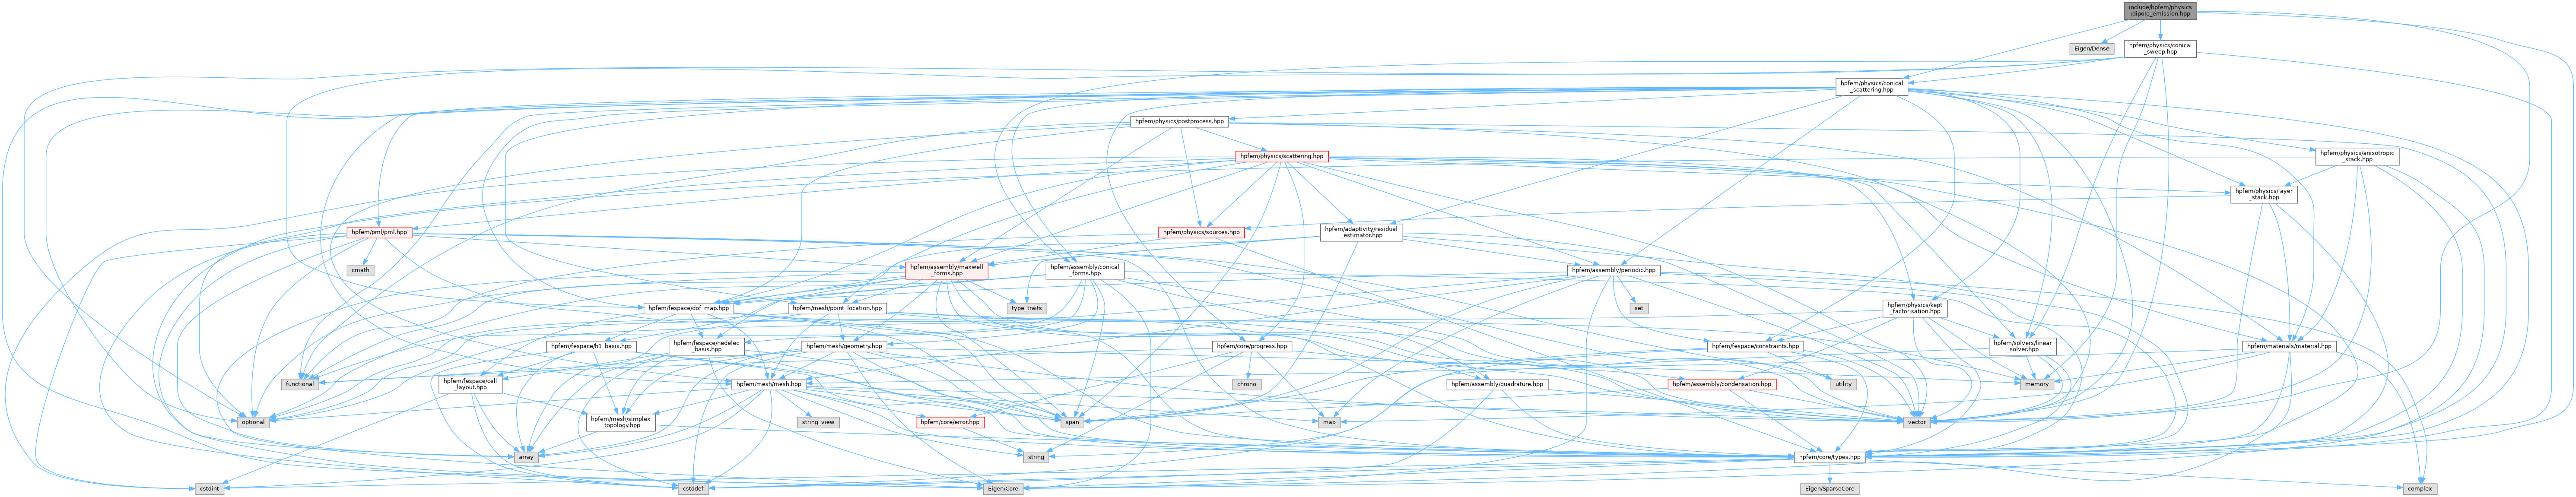 include/hpfem/physics
/dipole_emission.hpp
Eigen/Dense
hpfem/physics/conical
_sweep.hpp
hpfem/physics/conical
_scattering.hpp
hpfem/physics/postprocess.hpp
hpfem/physics/scattering.hpp
hpfem/physics/anisotropic
_stack.hpp
hpfem/physics/layer
_stack.hpp
hpfem/pml/pml.hpp
hpfem/physics/sources.hpp
hpfem/adaptivity/residual
_estimator.hpp
cmath
hpfem/assembly/maxwell
_forms.hpp
hpfem/assembly/conical
_forms.hpp
hpfem/assembly/periodic.hpp
hpfem/fespace/dof_map.hpp
hpfem/mesh/point_location.hpp
type_traits
set
hpfem/physics/kept
_factorisation.hpp
hpfem/fespace/h1_basis.hpp
hpfem/fespace/nedelec
_basis.hpp
hpfem/mesh/geometry.hpp
hpfem/core/progress.hpp
hpfem/fespace/constraints.hpp
hpfem/solvers/linear
_solver.hpp
hpfem/materials/material.hpp
functional
hpfem/fespace/cell
_layout.hpp
hpfem/mesh/mesh.hpp
chrono
hpfem/assembly/quadrature.hpp
hpfem/assembly/condensation.hpp
utility
memory
optional
hpfem/mesh/simplex
_topology.hpp
string_view
hpfem/core/error.hpp
span
map
vector
array
string
hpfem/core/types.hpp
cstdint
cstddef
Eigen/Core
Eigen/SparseCore
complex